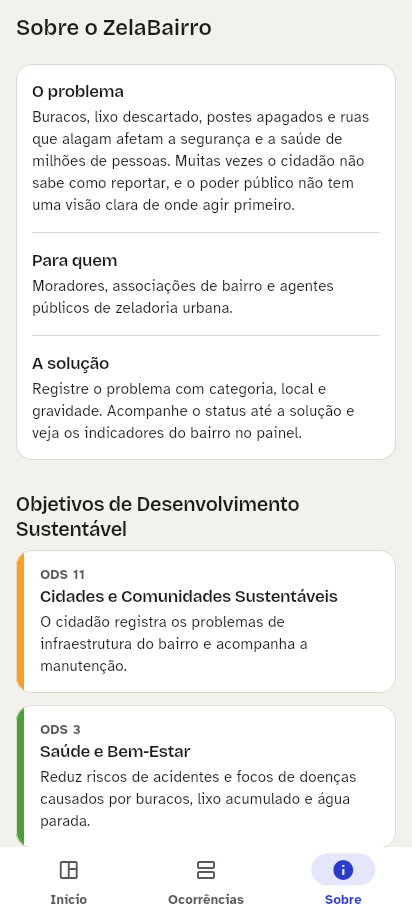 Sobre o ZelaBairro
O problema
Buracos, lixo descartado, postes apagados e ruas
que alagam afetam a segurança e a saúde de
milhões de pessoas. Muitas vezes o cidadão não
sabe como reportar, e o poder público não tem
uma visão clara de onde agir primeiro.
Para quem
Moradores, associações de bairro e agentes
públicos de zeladoria urbana.
A solução
Registre o problema com categoria, local e
gravidade. Acompanhe o status até a solução e
veja os indicadores do bairro no painel.
Objetivos de Desenvolvimento
Sustentável
ODS 11
Cidades e Comunidades Sustentáveis
O cidadão registra os problemas de
infraestrutura do bairro e acompanha a
manutenção.
ODS 3
Saúde e Bem-Estar
Reduz riscos de acidentes e focos de doenças
causados por buracos, lixo acumulado e água
parada.
Início
Ocorrências
Sobre